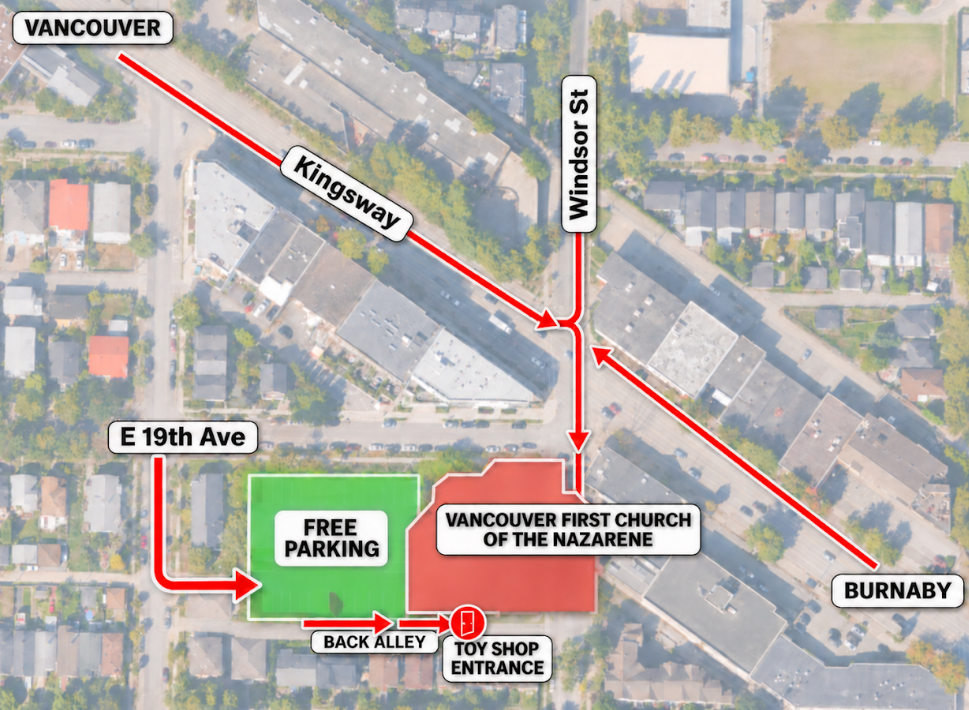 VANCOUVER
Windsor St
Kingsway
E 19th Ave
FREE
PARKING
VANCOUVER FIRST CHURCH
OF THE NAZARENE
BURNABY
BACK ALLEY
TOY SHOP
ENTRANCE